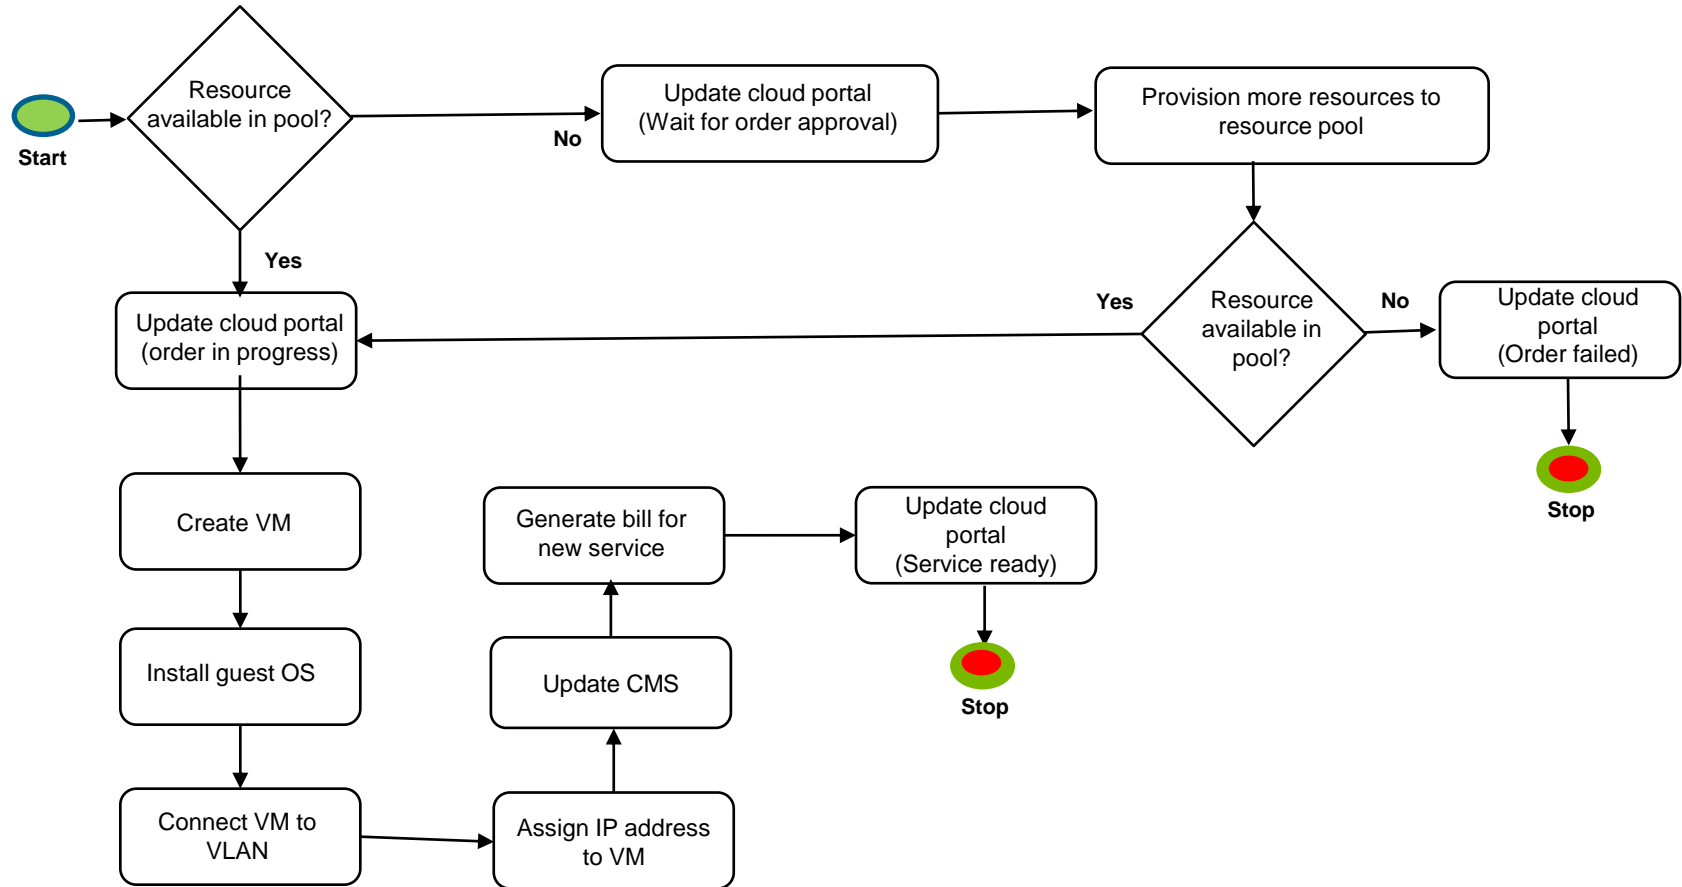 Start
Resource
available in pool?
No
Update cloud portal
(Wait for order approval)
Provision more resources to
resource pool
Yes
Update cloud portal
(order in progress)
Yes
Resource
available in
pool?
No
Update cloud
portal
(Order failed)
Stop
Create VM
Install guest OS
Connect VM to
VLAN
Assign IP address
to VM
Update CMS
Generate bill for
new service
Update cloud
portal
(Service ready)
Stop